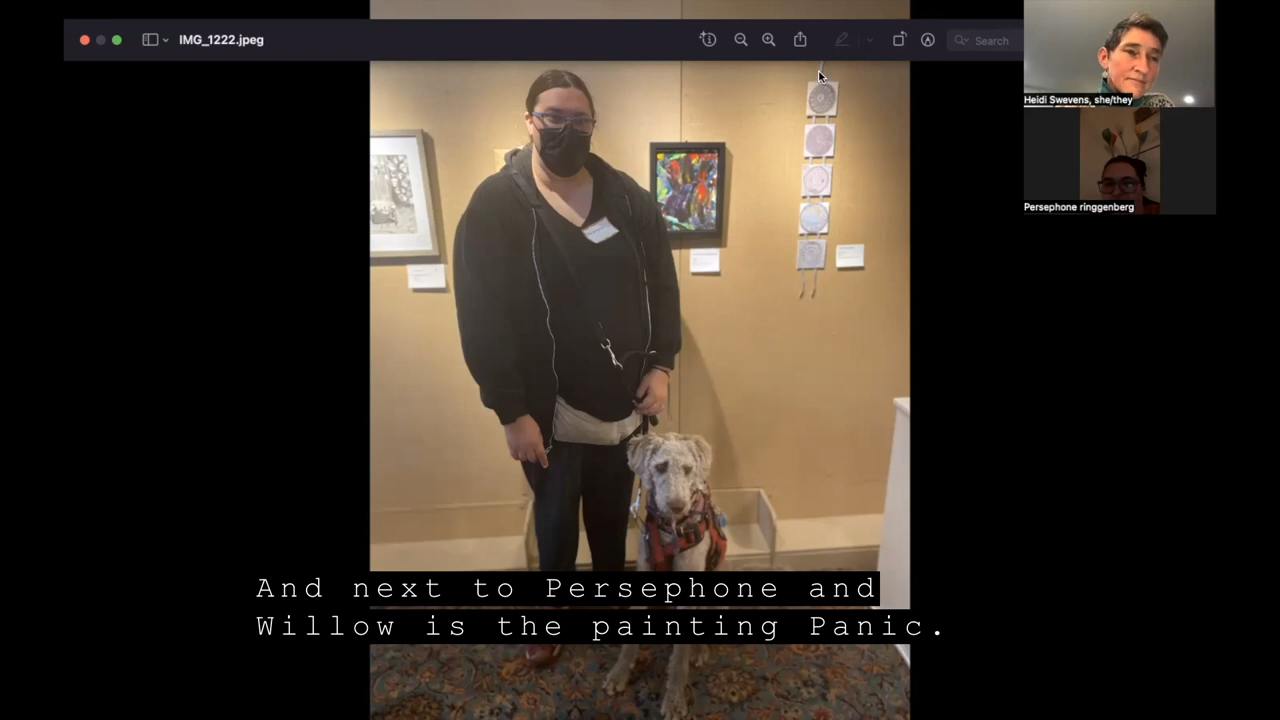 IMG_1222.jpeg
Search
Heidi Swevens, she/they
Persephone ringgenberg
And next to Persephone and
Willow is the painting Panic.